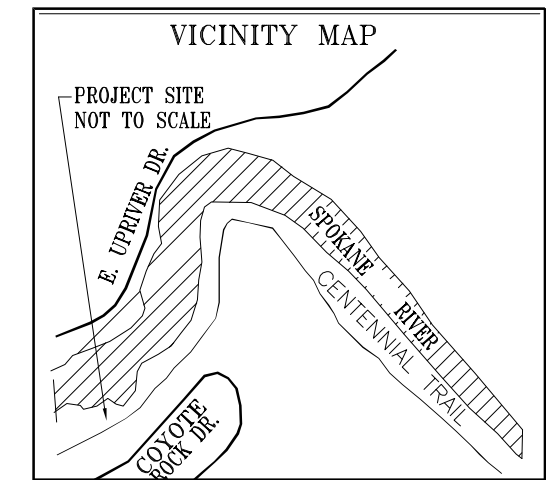 VICINITY MAP
PROJECT SITE
NOT TO SCALE
E. UPRIVER DR.
SPOKANE RIVER
CENTENNIAL TRAIL
COYOTE
ROCK DR.